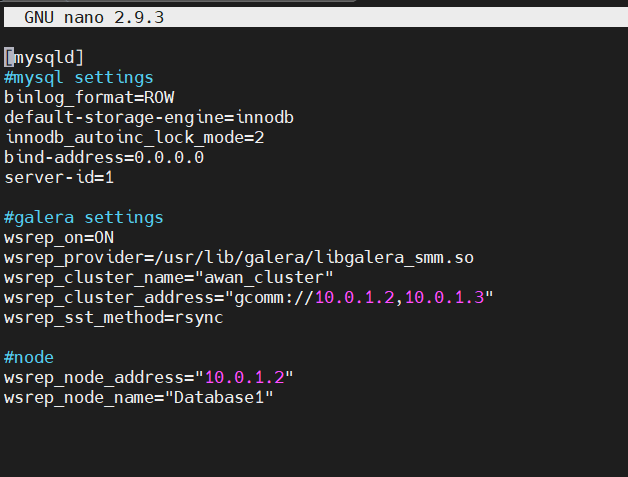 GNU nano 2.9.3
[mysqld]
#mysql settings
binlog_format=ROW
default-storage-engine=innodb
innodb_autoinc_lock_mode=2
bind-address=0.0.0.0
server-id=1
#galera settings
wsrep_on=ON
wsrep_provider=/usr/lib/galera/libgalera_smm.so
wsrep_cluster_name="awan_cluster"
wsrep_cluster_address="gcomm://10.0.1.2,10.0.1.3"
wsrep_sst_method=rsync
#node
wsrep_node_address="10.0.1.2"
wsrep_node_name="Database1"